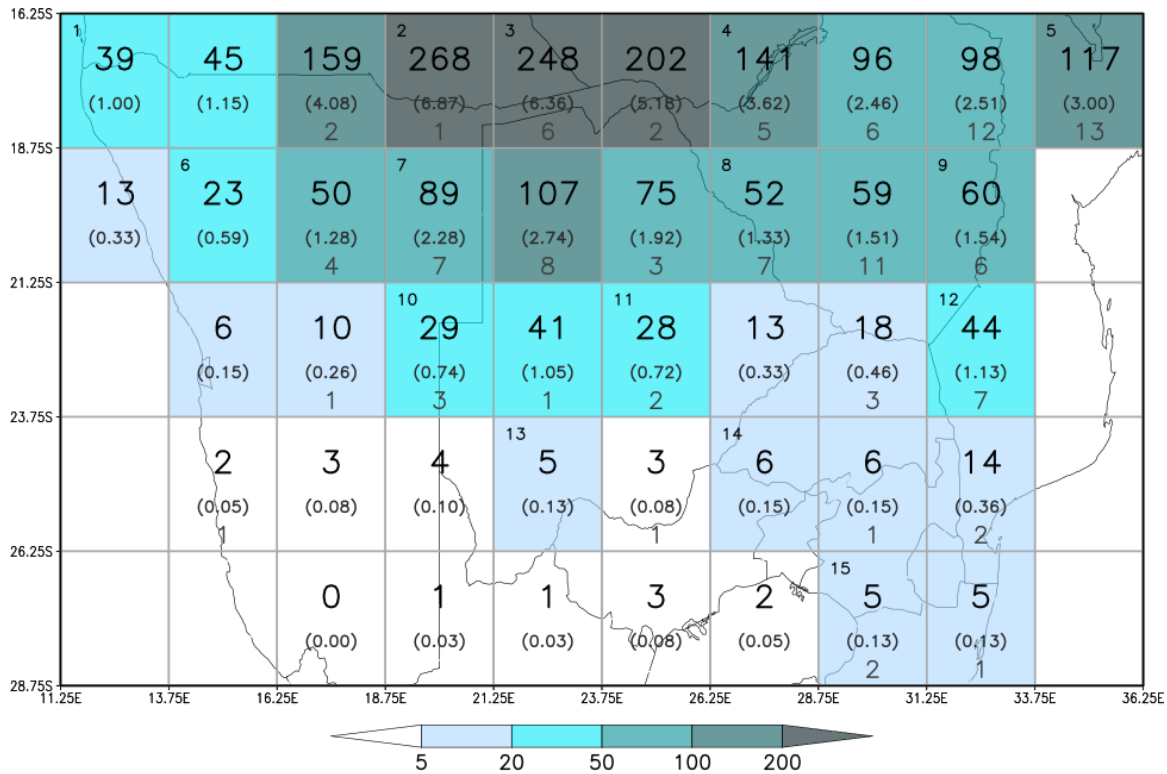 16.25S
1 2 3 4 5
39 45 159 268 248 202 141 96 98 117
(1.00) (1.15) (4.08) (6.87) (6.36) (5.18) (3.62) (2.46) (2.51) (3.00)
2 1 6 2 5 6 12 13
18.75S
6 7 8 9
13 23 50 89 107 75 52 59 60
(0.33) (0.59) (1.28) (2.28) (2.74) (1.92) (1.33) (1.51) (1.54)
4 7 8 3 7 11 6
21.25S
10 11 12
6 10 29 41 28 13 18 44
(0.15) (0.26) (0.74) (1.05) (0.72) (0.33) (0.46) (1.13)
1 3 1 2 3 7
23.75S
13 14
2 3 4 5 3 6 6 14
(0.05) (0.08) (0.10) (0.13) (0.08) (0.15) (0.15) (0.36)
1 1 1 2
26.25S
15
0 1 1 3 2 5 5
(0.00) (0.03) (0.03) (0.08) (0.05) (0.13) (0.13)
2 1
28.75S
11.25E 13.75E 16.25E 18.75E 21.25E 23.75E 26.25E 28.75E 31.25E 33.75E 36.25E
5 20 50 100 200